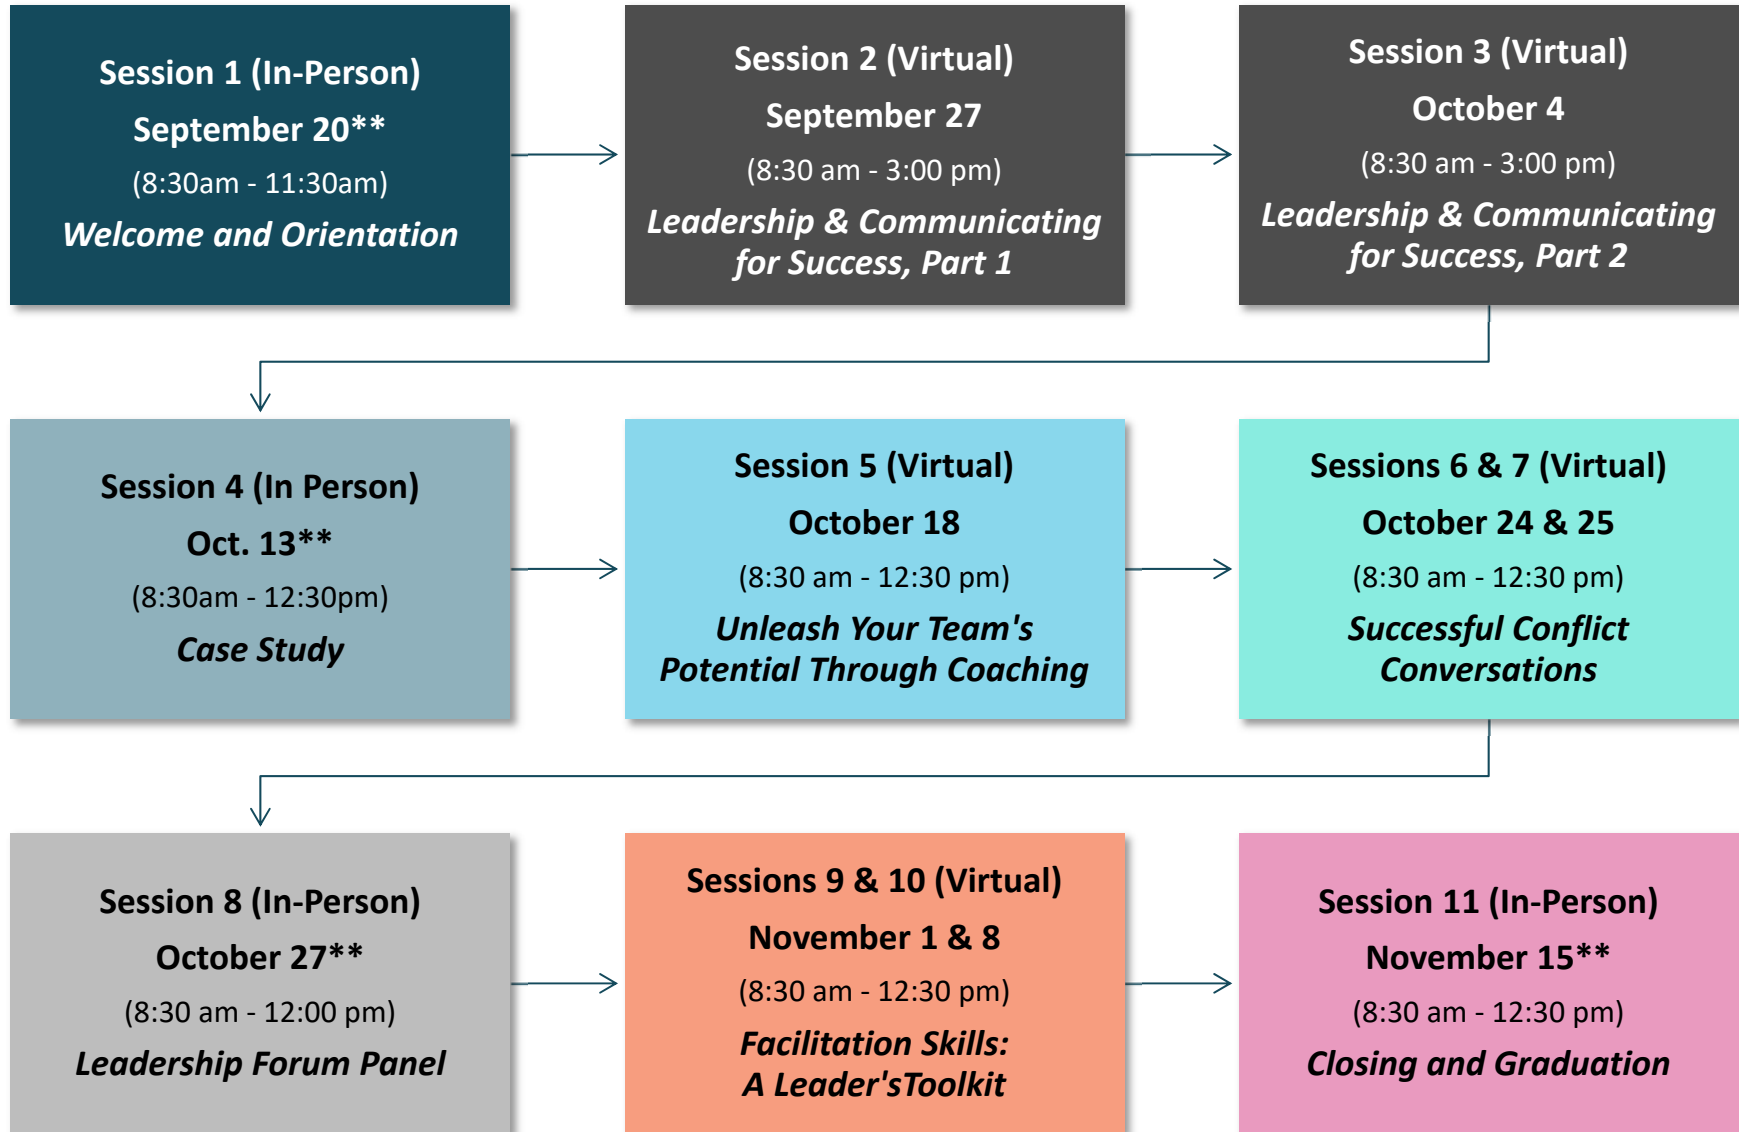 Session 1 (In-Person)
September 20**
(8:30am - 11:30am)
Welcome and Orientation
Session 2 (Virtual)
September 27
(8:30 am - 3:00 pm)
Leadership & Communicating
for Success, Part 1
Session 3 (Virtual)
October 4
(8:30 am - 3:00 pm)
Leadership & Communicating
for Success, Part 2
Session 4 (In Person)
Oct. 13**
(8:30am - 12:30pm)
Case Study
Session 5 (Virtual)
October 18
(8:30 am - 12:30 pm)
Unleash Your Team's
Potential Through Coaching
Sessions 6 & 7 (Virtual)
October 24 & 25
(8:30 am - 12:30 pm)
Successful Conflict
Conversations
Session 8 (In-Person)
October 27**
(8:30 am - 12:00 pm)
Leadership Forum Panel
Sessions 9 & 10 (Virtual)
November 1 & 8
(8:30 am - 12:30 pm)
Facilitation Skills:
A Leader'sToolkit
Session 11 (In-Person)
November 15**
(8:30 am - 12:30 pm)
Closing and Graduation